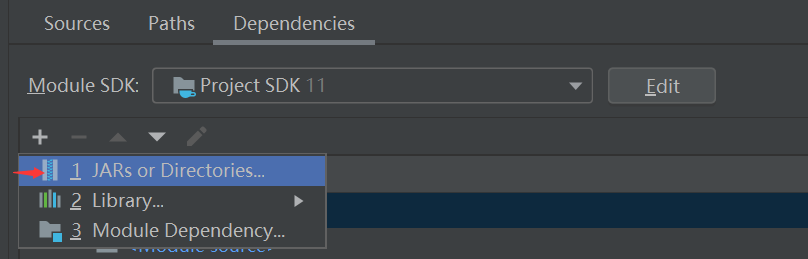 Sources Paths Dependencies
Module SDK: Project SDK 11 Edit
1 JARs or Directories...
2 Library...
3 Module Dependency...
<Module source>